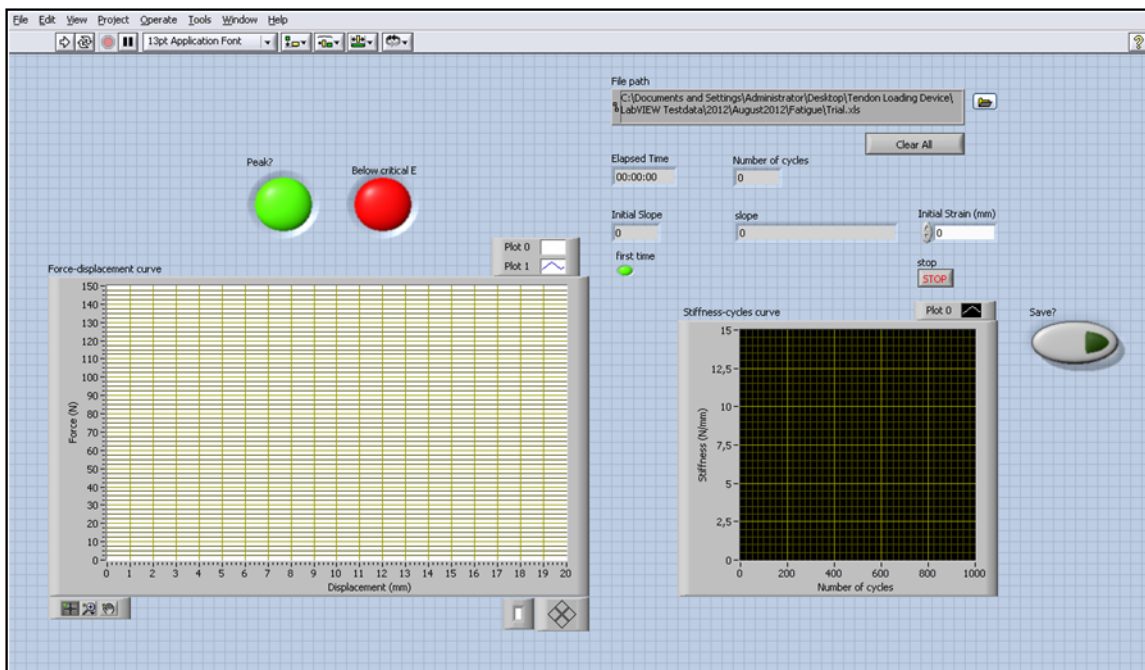 File Edit View Project Operate Tools Window Help
13pt Application Font
?
File path
C:\Documents and Settings\Administrator\Desktop\Tendon Loading Device\
LabVIEW Testdata\2012\August2012\Fatigue\Trial.xls
Clear All
Peak?
Below critical E
Elapsed Time
Number of cycles
00:00:00
0
Initial Slope
slope
Initial Strain (mm)
0
0
0
first time
stop
STOP
Plot 0
Plot 1
Force-displacement curve
150
140
130
120
110
100
90
80
70
60
50
40
30
20
10
0
Force (N)
0 1 2 3 4 5 6 7 8 9 10 11 12 13 14 15 16 17 18 19 20
Displacement (mm)
Stiffness-cycles curve
Plot 0
15
12,5
10
7,5
5
2,5
0
Stiffness (N/mm)
0 200 400 600 800 1000
Number of cycles
Save?